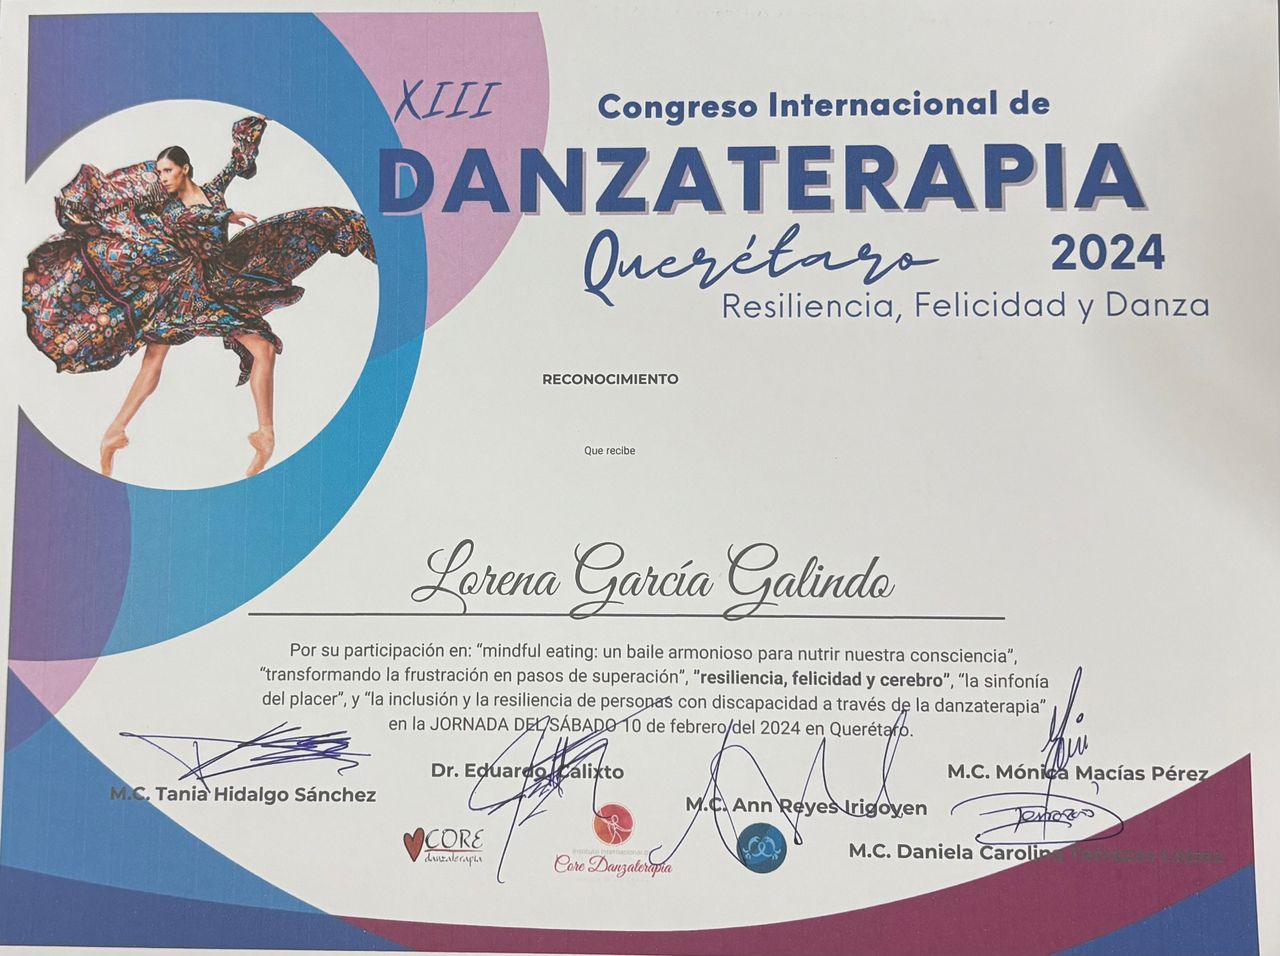 XIII
Congreso Internacional de
DANZATERAPIA
Querétaro 2024
Resiliencia, Felicidad y Danza
RECONOCIMIENTO
Que recibe
Lorena García Galindo
Por su participación en: “mindful eating: un baile armonioso para nutrir nuestra consciencia”,
“transformando la frustración en pasos de superación”, "resiliencia, felicidad y cerebro”, “la sinfonía
del placer”, y “la inclusión y la resiliencia de personas con discapacidad a través de la danzaterapia”
en la JORNADA DEL SÁBADO 10 de febrero del 2024 en Querétaro.
M.C. Tania Hidalgo Sánchez
Dr. Eduardo Calixto
M.C. Ann Reyes Irigoyen
M.C. Mónica Macías Pérez
M.C. Daniela Carolina
CORE
danzaterapia
Instituto Internacional de
Core Danzaterapia